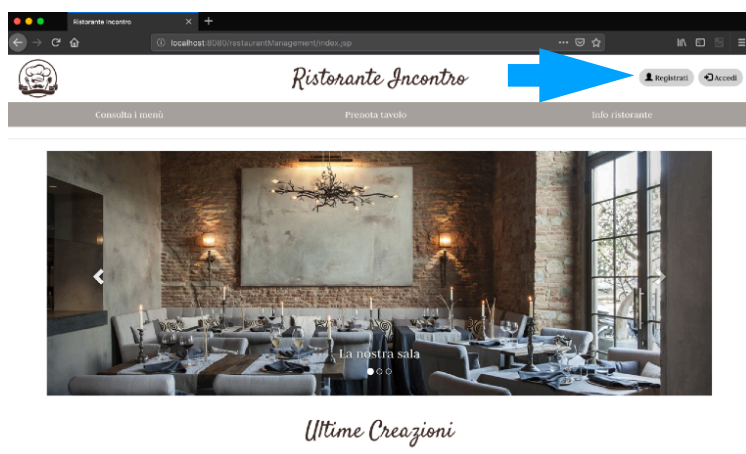 Ristorante Incontro
localhost:8080/restaurantManagement/index.jsp
Ristorante Incontro
Registrati
Accedi
Consulta i menù
Prenota tavolo
Info ristorante
La nostra sala
Ultime Creazioni